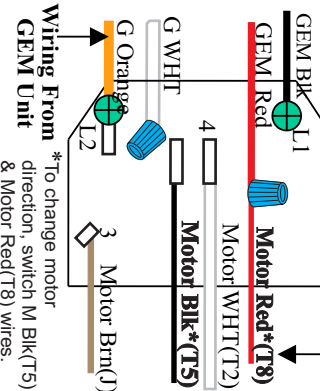 GEM Blk
L1
GEM Red
Motor Red*(T8)
G WHT
4
Motor WHT(T2)
Motor Blk*(T5)
G Orange
L2
3
Motor Brn(J)
Wiring From
GEM Unit
*To change motor
direction, switch M Blk(T5)
& Motor Red(T8) wires.